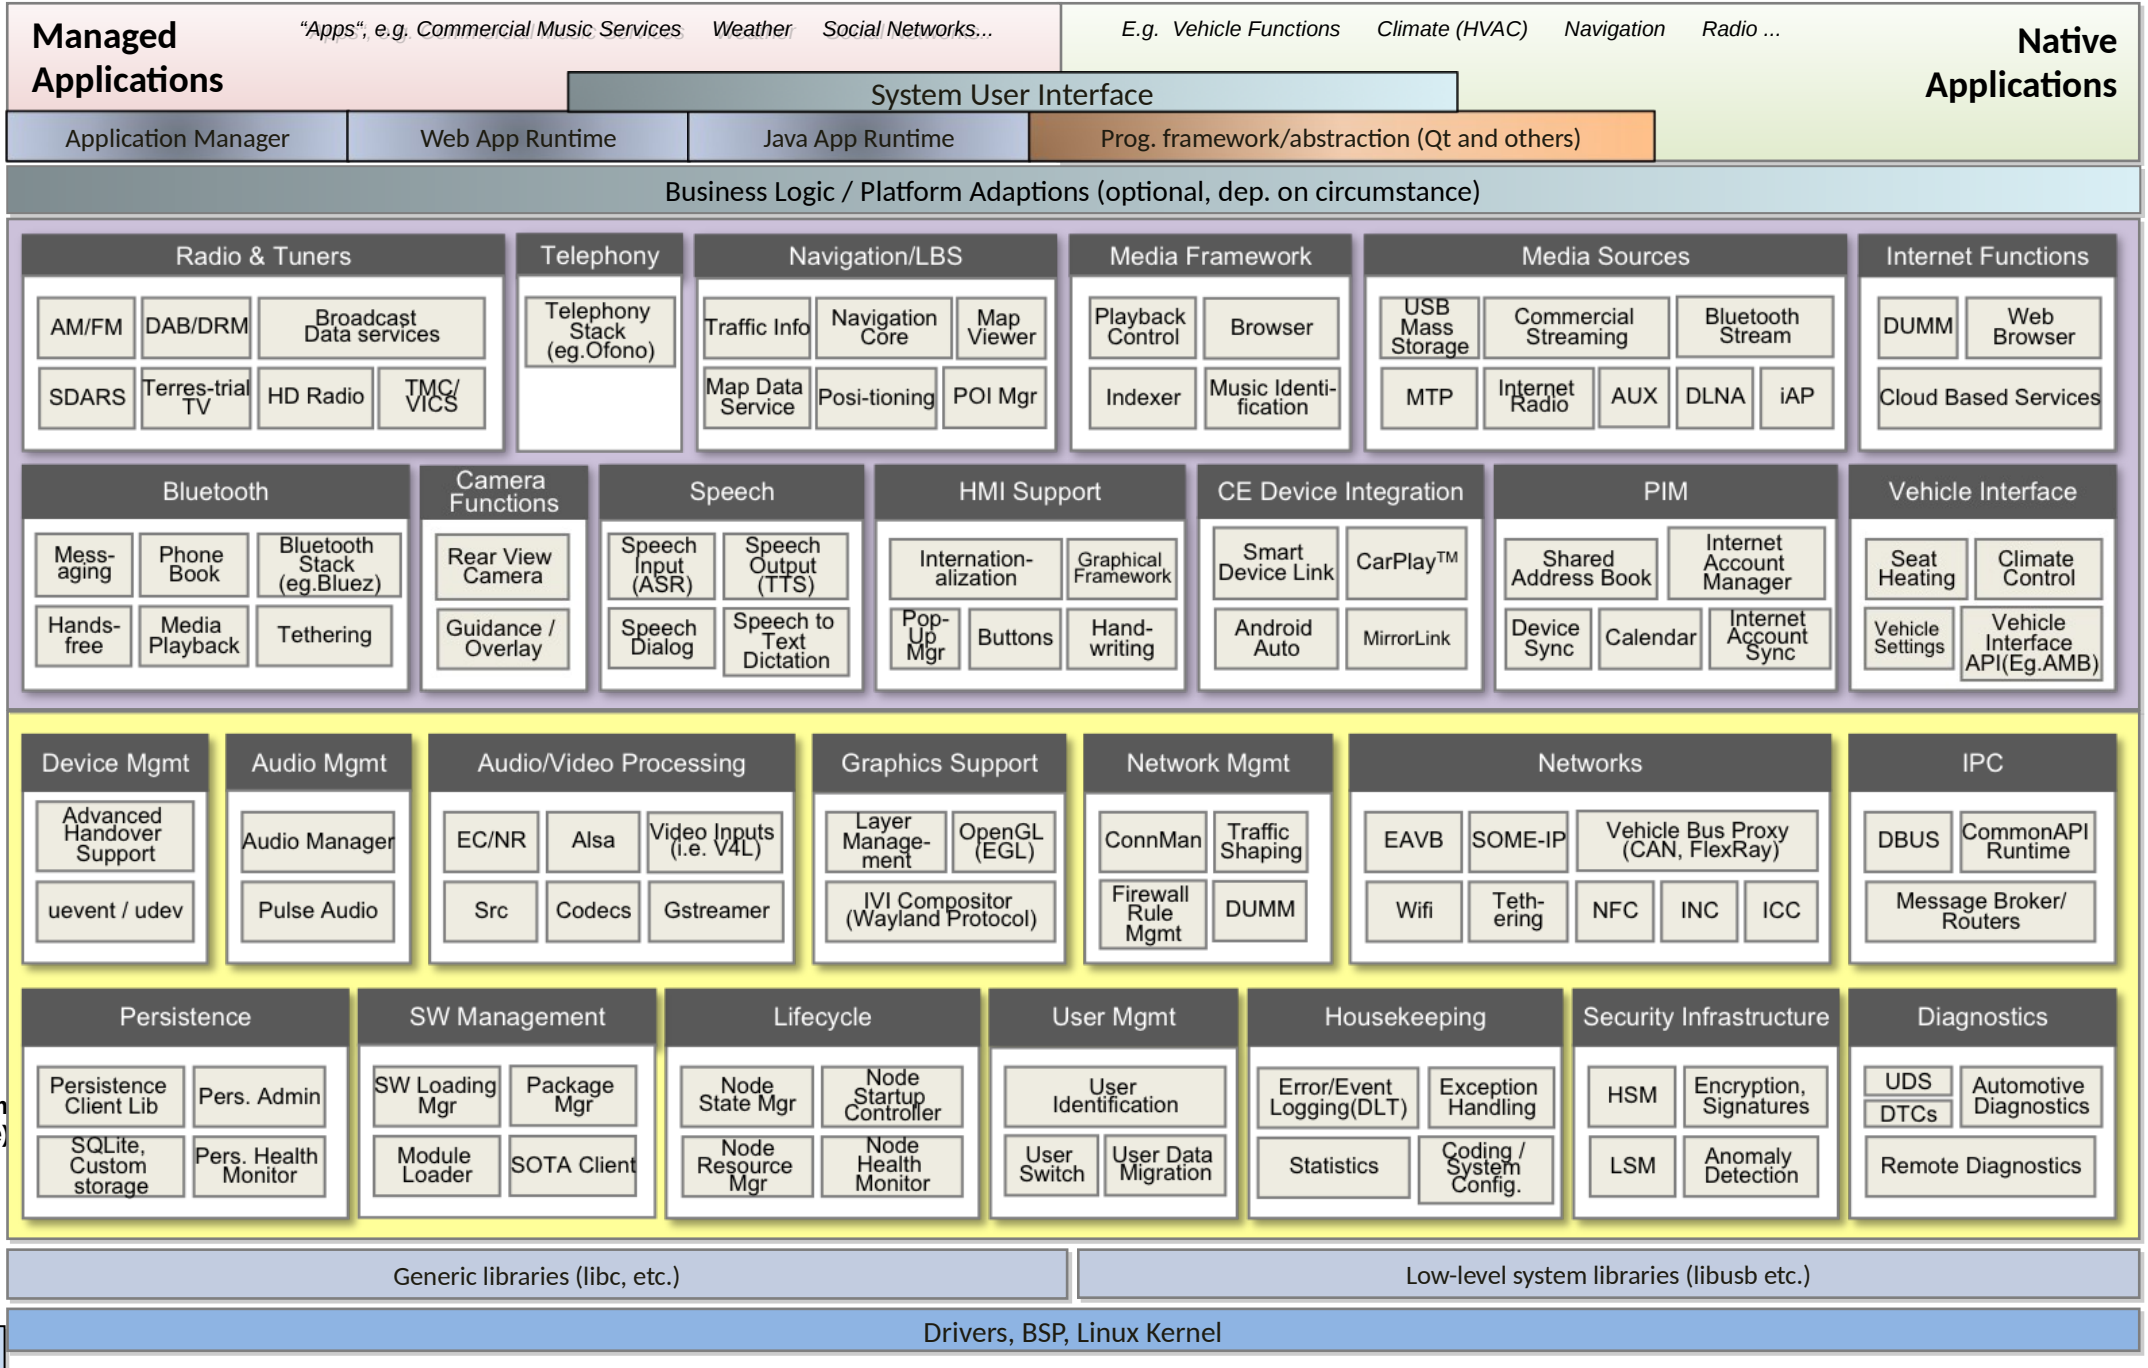 Managed
Applications
“Apps“, e.g. Commercial Music Services Weather Social Networks...
E.g. Vehicle Functions Climate (HVAC) Navigation Radio ...
Native
Applications
System User Interface
Application Manager
Web App Runtime
Java App Runtime
Prog. framework/abstraction (Qt and others)
Business Logic / Platform Adaptions (optional, dep. on circumstance)
Radio & Tuners
AM/FM
DAB/DRM
Broadcast
Data services
SDARS
Terres-trial
TV
HD Radio
TMC/
VICS
Telephony
Telephony
Stack
(eg.Ofono)
Navigation/LBS
Traffic Info
Navigation
Core
Map
Viewer
Map Data
Service
Posi-tioning
POI Mgr
Media Framework
Playback
Control
Browser
Indexer
Music Identi-
fication
Media Sources
USB
Mass
Storage
Commercial
Streaming
Bluetooth
Stream
MTP
Internet
Radio
AUX
DLNA
iAP
Internet Functions
DUMM
Web
Browser
Cloud Based Services
Bluetooth
Mess-
aging
Phone
Book
Bluetooth
Stack
(eg.Bluez)
Hands-
free
Media
Playback
Tethering
Camera
Functions
Rear View
Camera
Guidance /
Overlay
Speech
Speech
Input
(ASR)
Speech
Output
(TTS)
Speech
Dialog
Speech to
Text
Dictation
HMI Support
Internation-
alization
Graphical
Framework
Pop-
Up
Mgr
Buttons
Hand-
writing
CE Device Integration
Smart
Device Link
CarPlay™
Android
Auto
MirrorLink
PIM
Shared
Address Book
Internet
Account
Manager
Device
Sync
Calendar
Internet
Account
Sync
Vehicle Interface
Seat
Heating
Climate
Control
Vehicle
Settings
Vehicle
Interface
API(Eg.AMB)
Device Mgmt
Advanced
Handover
Support
uevent / udev
Audio Mgmt
Audio Manager
Pulse Audio
Audio/Video Processing
EC/NR
Alsa
Video Inputs
(i.e. V4L)
Src
Codecs
Gstreamer
Graphics Support
Layer
Manage-
ment
OpenGL
(EGL)
IVI Compositor
(Wayland Protocol)
Network Mgmt
ConnMan
Traffic
Shaping
Firewall
Rule
Mgmt
DUMM
Networks
EAVB
SOME-IP
Vehicle Bus Proxy
(CAN, FlexRay)
Wifi
Teth-
ering
NFC
INC
ICC
IPC
DBUS
CommonAPI
Runtime
Message Broker/
Routers
Persistence
Persistence
Client Lib
Pers. Admin
SQLite,
Custom
storage
Pers. Health
Monitor
SW Management
SW Loading
Mgr
Package
Mgr
Module
Loader
SOTA Client
Lifecycle
Node
State Mgr
Node
Startup
Controller
Node
Resource
Mgr
Node
Health
Monitor
User Mgmt
User
Identification
User
Switch
User Data
Migration
Housekeeping
Error/Event
Logging(DLT)
Exception
Handling
Statistics
Coding /
System
Config.
Security Infrastructure
HSM
Encryption,
Signatures
LSM
Anomaly
Detection
Diagnostics
UDS
DTCs
Automotive
Diagnostics
Remote Diagnostics
Generic libraries (libc, etc.)
Low-level system libraries (libusb etc.)
Drivers, BSP, Linux Kernel